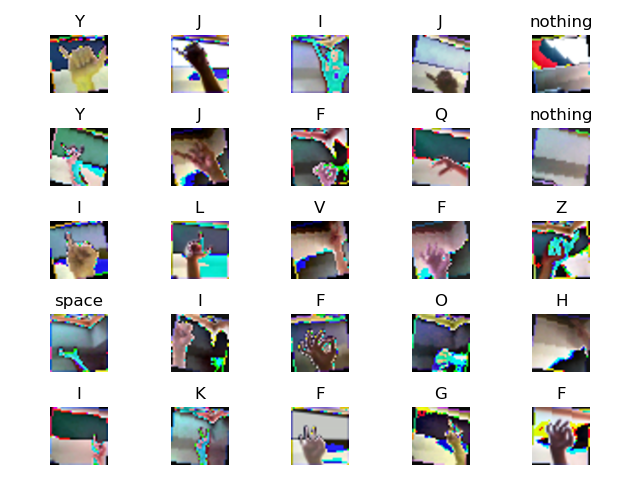 Y J I J nothing
Y J F Q nothing
I L V F Z
space I F O H
I K F G F